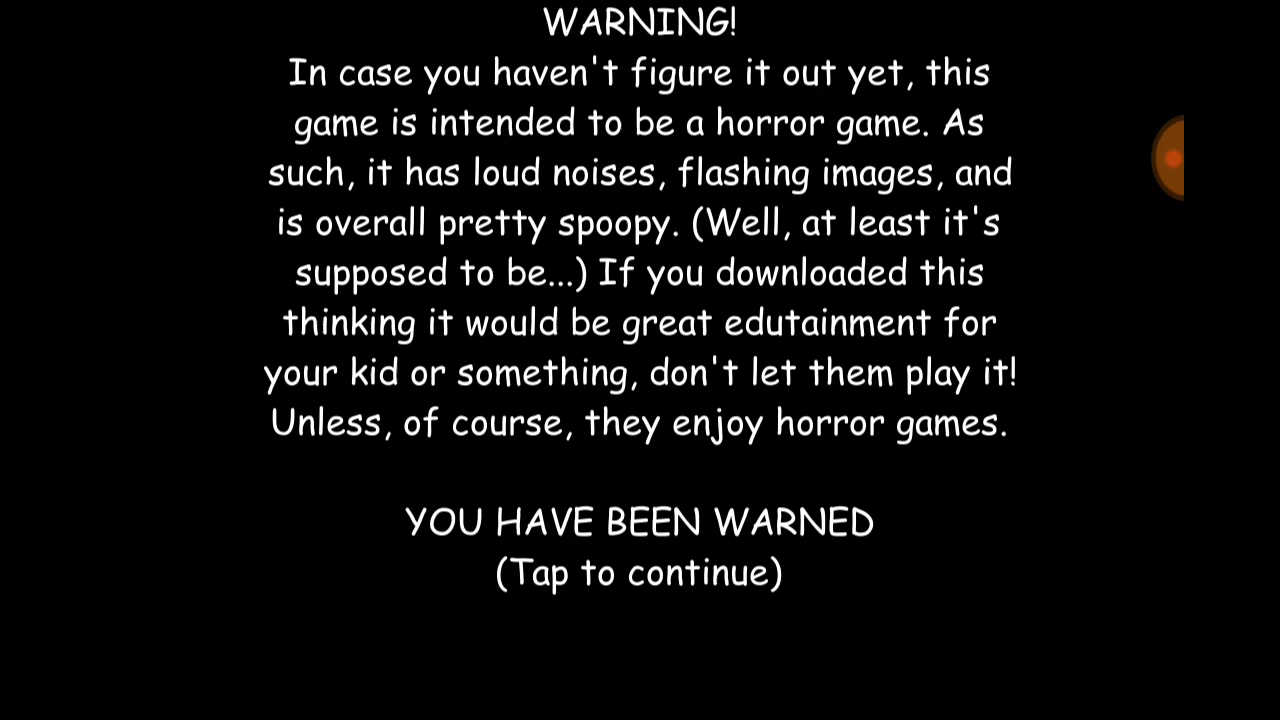 WARNING!
In case you haven't figure it out yet, this
game is intended to be a horror game. As
such, it has loud noises, flashing images, and
is overall pretty spoopy. (Well, at least it's
supposed to be...) If you downloaded this
thinking it would be great edutainment for
your kid or something, don't let them play it!
Unless, of course, they enjoy horror games.
YOU HAVE BEEN WARNED
(Tap to continue)